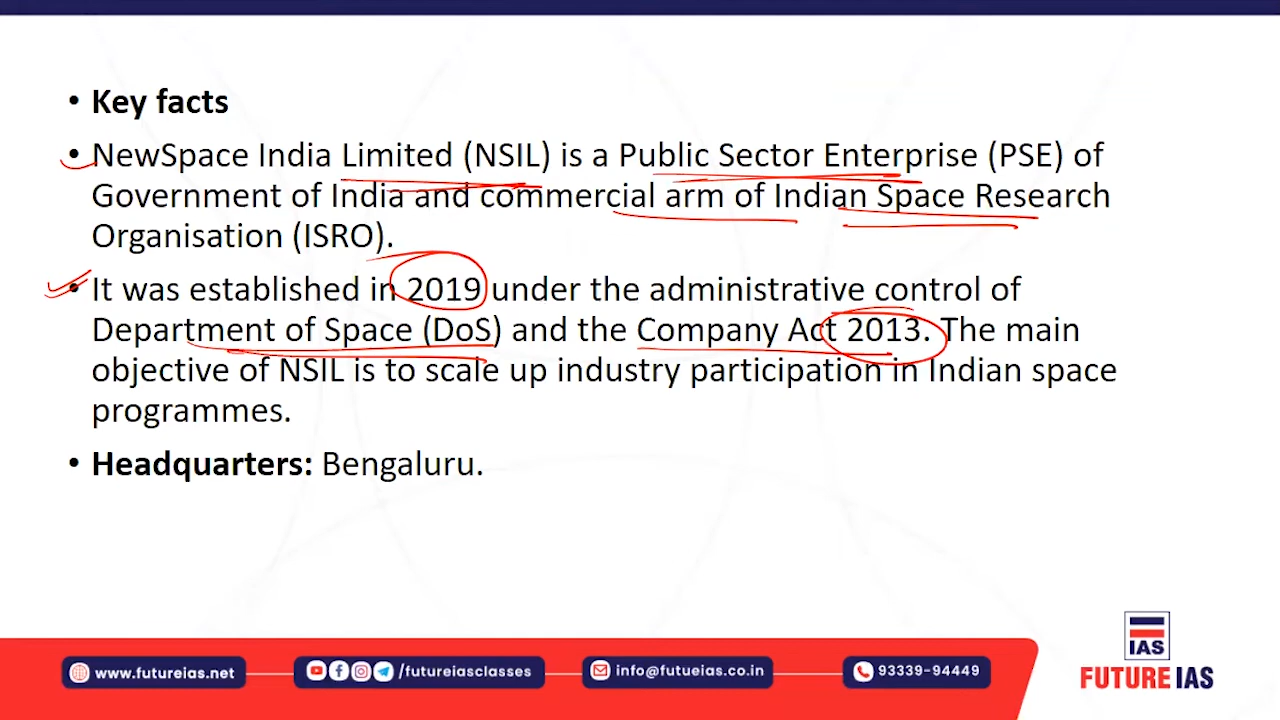 • Key facts
• NewSpace India Limited (NSIL) is a Public Sector Enterprise (PSE) of
Government of India and commercial arm of Indian Space Research
Organisation (ISRO).
• It was established in 2019 under the administrative control of
Department of Space (DoS) and the Company Act 2013. The main
objective of NSIL is to scale up industry participation in Indian space
programmes.
• Headquarters: Bengaluru.
IAS
FUTURE IAS
www.futureias.net
/futureiasclasses
info@futueias.co.in
93339-94449